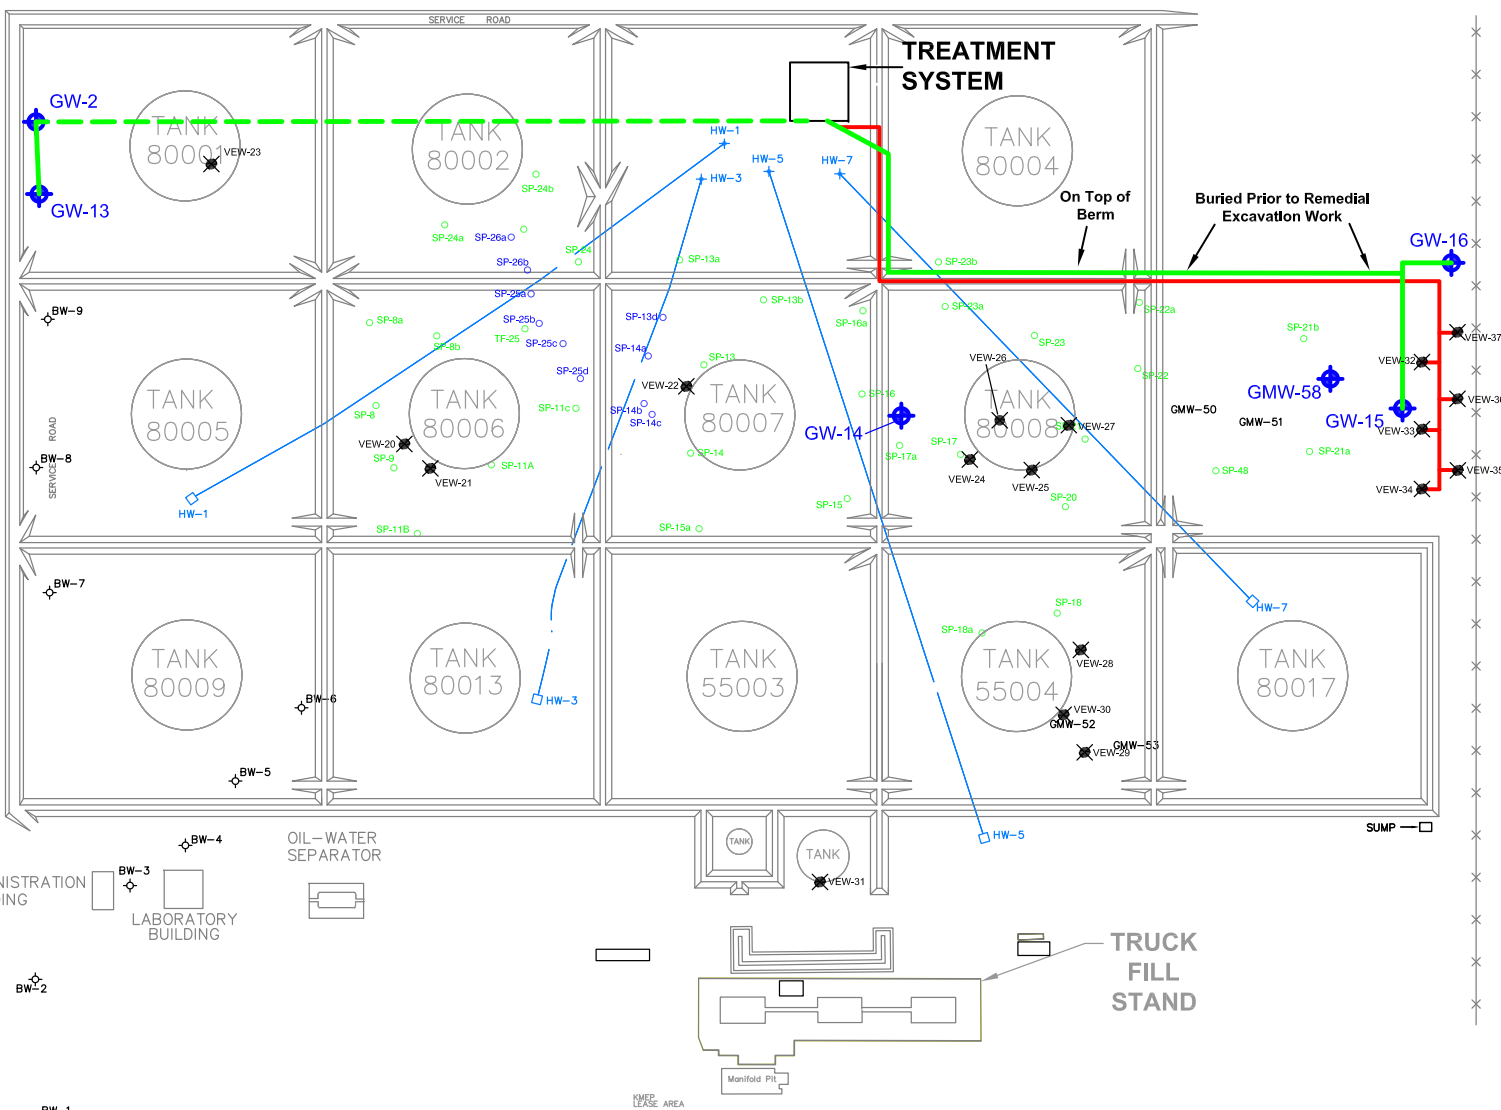 SERVICE ROAD
TREATMENT
SYSTEM
GW-2
TANK
80001
VEW-23
TANK
80002
HW-1
HW-5
HW-7
HW-3
TANK
80004
GW-13
SP-24b
SP-24a
SP-26a
SP-24
SP-26b
SP-13a
SP-23b
On Top of
Berm
Buried Prior to Remedial
Excavation Work
GW-16
BW-9
SP-8a
SP-8b
SP-25a
SP-25b
TF-25
SP-25c
SP-25d
SP-13d
SP-13b
SP-16a
SP-23a
SP-22a
SP-14a
SP-13
SP-23
SP-21b
VEW-37
VEW-26
VEW-32
SP-22
VEW-22
SP-16
GMW-58
VEW-36
TANK
80005
SP-8
TANK
80006
SP-11c
SP-14b
SP-14c
TANK
80007
GW-14
TANK
80008
VEW-27
GMW-50
GMW-51
GW-15
VEW-33
SERVICE ROAD
BW-8
VEW-20
SP-9
VEW-21
SP-11A
SP-14
SP-17a
SP-17
VEW-24
VEW-25
SP-20
SP-48
SP-21a
VEW-35
VEW-34
HW-1
SP-11B
SP-15a
SP-15
BW-7
HW-7
SP-18
SP-18a
TANK
80009
TANK
80013
TANK
55003
TANK
55004
TANK
80017
VEW-28
BW-6
HW-3
VEW-30
GMW-52
GMW-53
VEW-29
BW-5
HW-5
SUMP
BW-4
OIL-WATER
SEPARATOR
TANK
TANK
VEW-31
BW-3
NISTRATION
DING
LABORATORY
BUILDING
TRUCK
FILL
STAND
BW-2
Manifold Pit
KMEP
LEASE AREA
BW-1